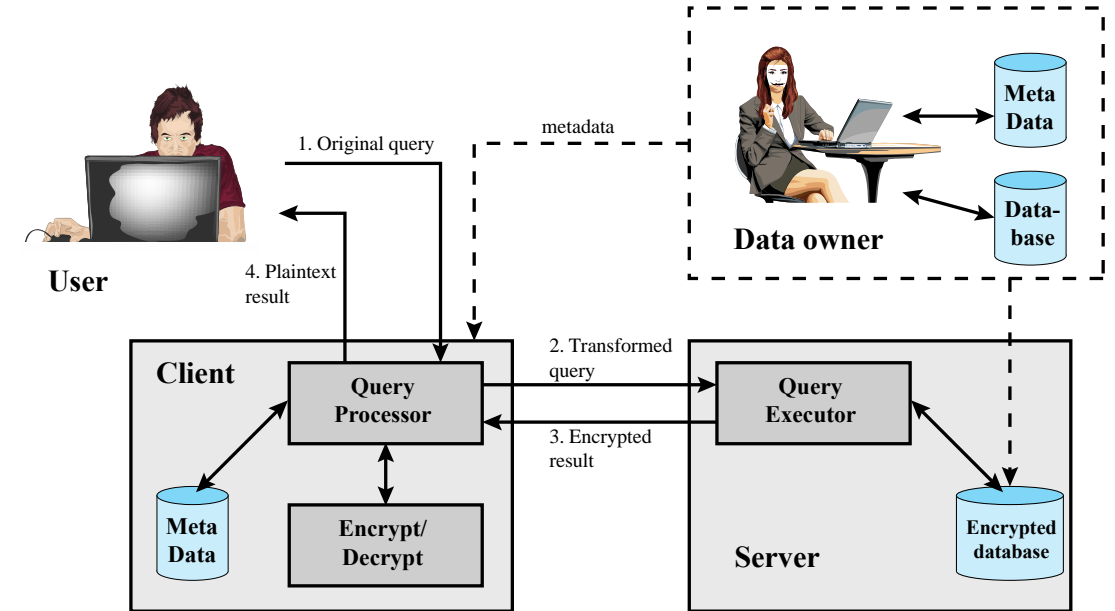 Meta
Data
metadata
1. Original query
Data-
base
Data owner
User
4. Plaintext
result
Client
Query
Processor
2. Transformed
query
3. Encrypted
result
Query
Executor
Meta
Data
Encrypt/
Decrypt
Encrypted
database
Server